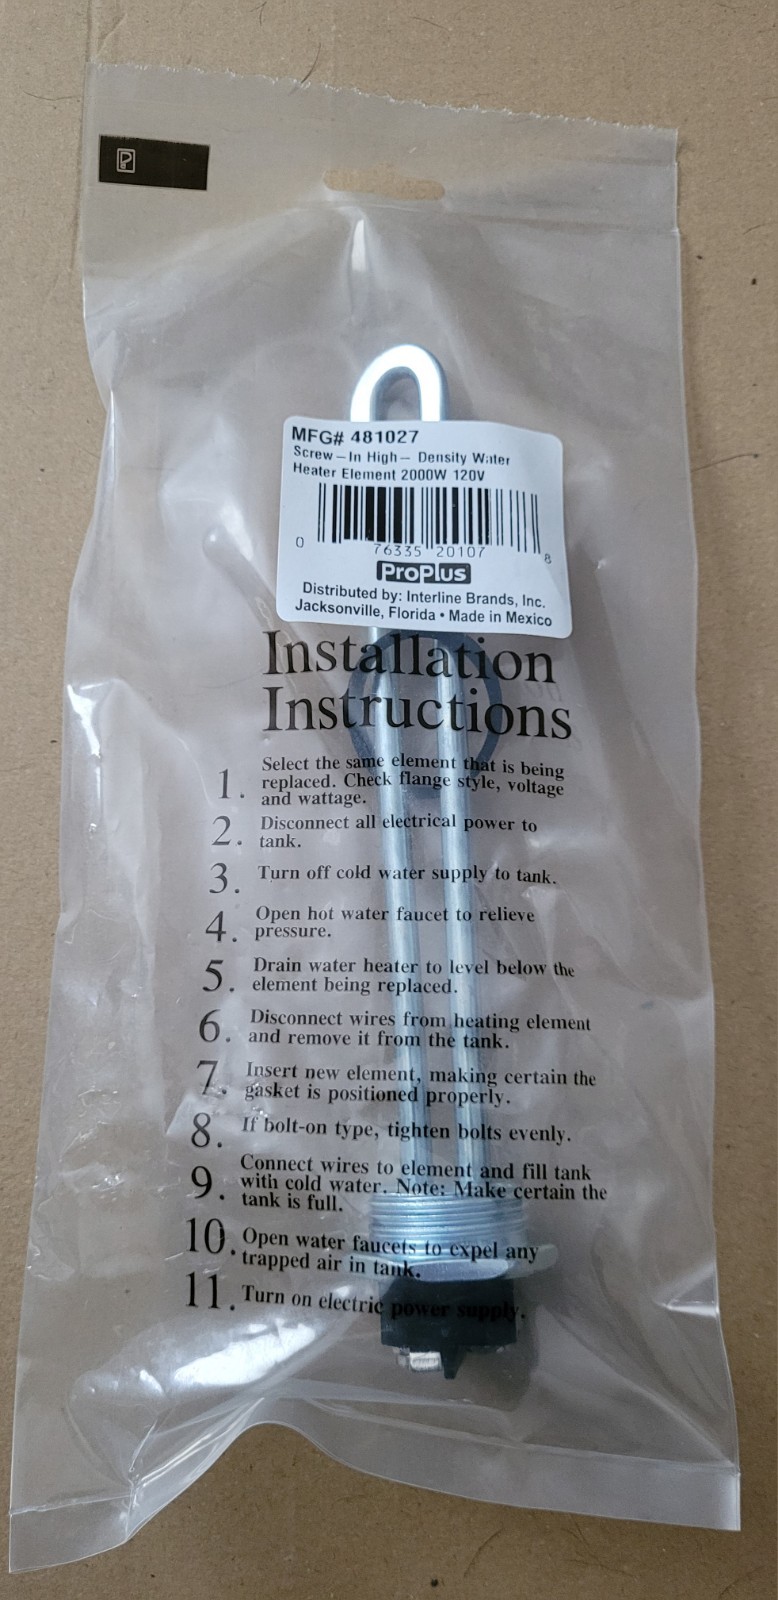 MFG# 481027
Screw-In High- Density Water
Heater Element 2000W 120V
0 76335 20107 8
ProPlus
Distributed by: Interline Brands, Inc.
Jacksonville, Florida • Made in Mexico
Installation
Instructions
1. Select the same element that is being
replaced. Check flange style, voltage
and wattage.
2. Disconnect all electrical power to
tank.
3. Turn off cold water supply to tank.
4. Open hot water faucet to relieve
pressure.
5. Drain water heater to level below the
element being replaced.
6. Disconnect wires from heating element
and remove it from the tank.
7. Insert new element, making certain the
gasket is positioned properly.
8. If bolt-on type, tighten bolts evenly.
9. Connect wires to element and fill tank
with cold water. Note: Make certain the
tank is full.
10. Open water faucets to expel any
trapped air in tank.
11. Turn on electric power supply.